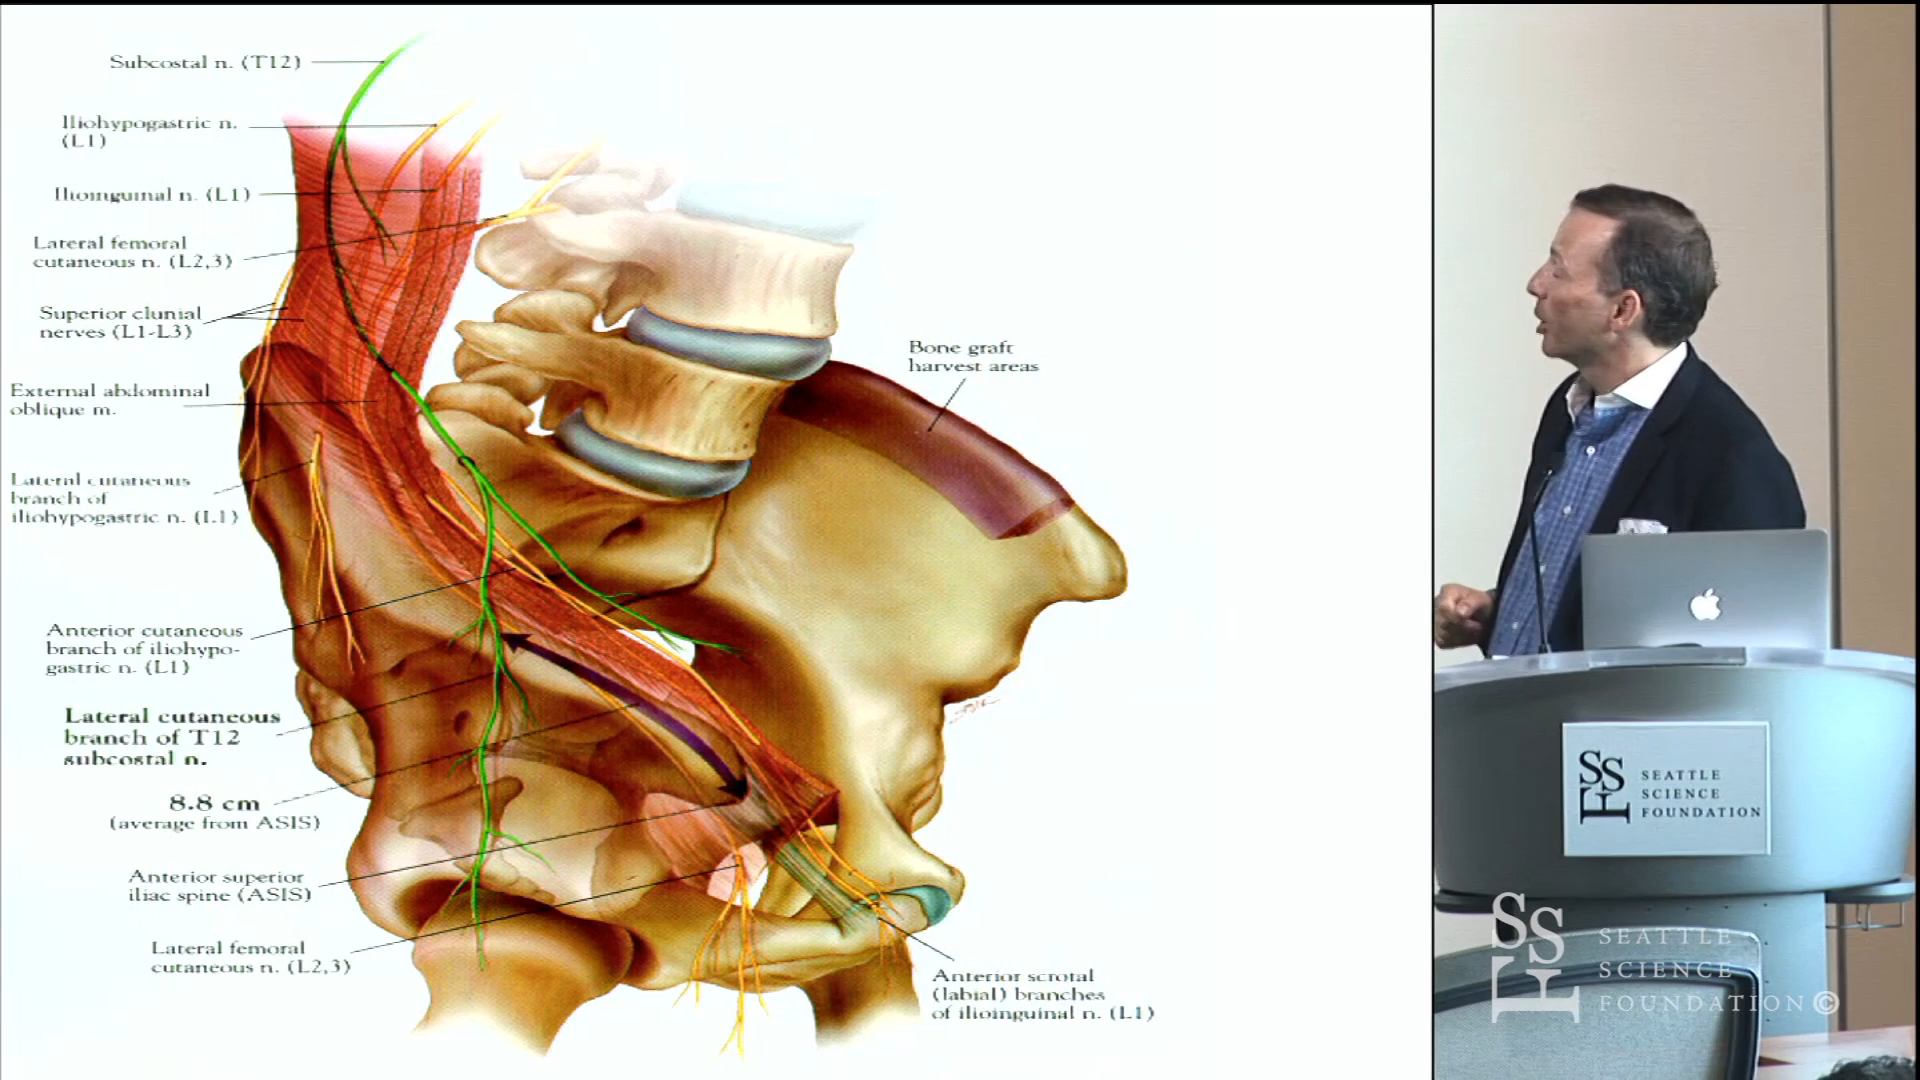 Subcostal n. (T12)
Iliohypogastric n.
(L1)
Ilioinguinal n. (L1)
Lateral femoral
cutaneous n. (L2,3)
Superior clunial
nerves (L1-L3)
External abdominal
oblique m.
Lateral cutaneous
branch of
iliohypogastric n. (L1)
Anterior cutaneous
branch of iliohypo-
gastric n. (L1)
Lateral cutaneous
branch of T12
subcostal n.
8.8 cm
(average from ASIS)
Anterior superior
iliac spine (ASIS)
Lateral femoral
cutaneous n. (L2,3)
Bone graft
harvest areas
Anterior scrotal
(labial) branches
of ilioinguinal n. (L1)
SSF
SEATTLE
SCIENCE
FOUNDATION
SSF
SEATTLE
SCIENCE
FOUNDATION©